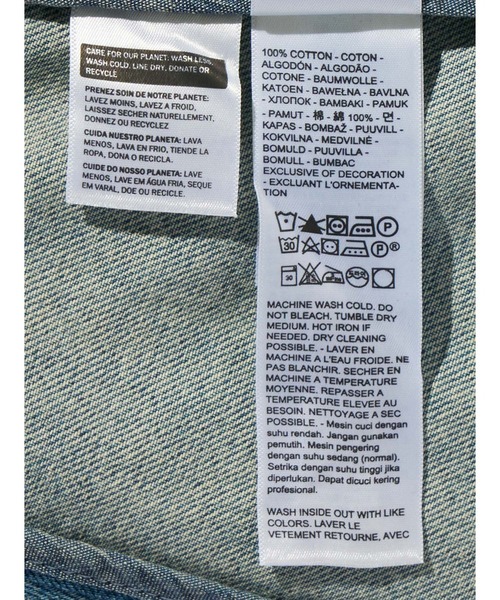 CARE FOR OUR PLANET: WASH LESS,
WASH COLD, LINE DRY, DONATE OR
RECYCLE
PRENEZ SOIN DE NOTRE PLANETE:
LAVEZ MOINS, LAVEZ A FROID,
LAISSEZ SECHER NATURELLEMENT,
DONNEZ OU RECYCLEZ
CUIDA NUESTRO PLANETA: LAVA
MENOS, LAVA EN FRIO, TIENDE LA
ROPA, DONA O RECICLA.
CUIDE DO NOSSO PLANETA: LAVE
MENOS, LAVE EM ÁGUA FRIA, SEQUE
EM VARAL, DOE OU RECICLE.
100% COTTON - COTON -
ALGODÓN - ALGODÃO -
COTONE - BAUMWOLLE -
KATOEN - BAWEŁNA - BAVLNA
- ХЛОПОК - BAMBAKI - PAMUK
- PAMUT - 棉 - 綿 100% - 면 -
KAPAS - BOMBAŽ - PUUVILL -
KOKVILNA - MEDVILNĖ -
BOMULD - PUUVILLA -
BOMULL - BUMBAC
EXCLUSIVE OF DECORATION
- EXCLUANT L'ORNEMENTA-
TION
P
30 P®
30
MACHINE WASH COLD. DO
NOT BLEACH. TUMBLE DRY
MEDIUM. HOT IRON IF
NEEDED. DRY CLEANING
POSSIBLE. - LAVER EN
MACHINE A L'EAU FROIDE. NE
PAS BLANCHIR. SECHER EN
MACHINE A TEMPERATURE
MOYENNE. REPASSER A
TEMPERATURE ELEVEE AU
BESOIN. NETTOYAGE A SEC
POSSIBLE. - Mesin cuci dengan
suhu rendah. Jangan gunakan
pemutih. Mesin pengering
dengan suhu sedang (normal).
Setrika dengan suhu tinggi jika
diperlukan. Dapat dicuci kering
profesional.
WASH INSIDE OUT WITH LIKE
COLORS. LAVER LE
VETEMENT RETOURNE, AVEC